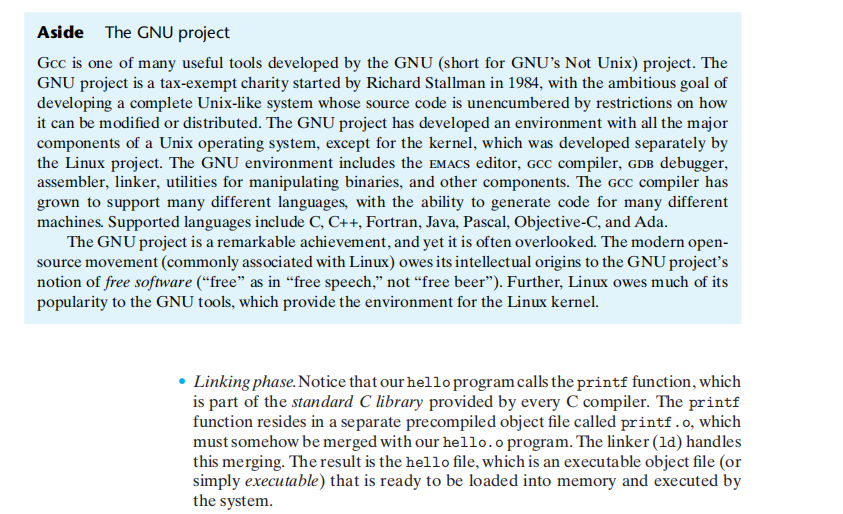 Aside The GNU project
Gcc is one of many useful tools developed by the GNU (short for GNU's Not Unix) project. The
GNU project is a tax-exempt charity started by Richard Stallman in 1984, with the ambitious goal of
developing a complete Unix-like system whose source code is unencumbered by restrictions on how
it can be modified or distributed. The GNU project has developed an environment with all the major
components of a Unix operating system, except for the kernel, which was developed separately by
the Linux project. The GNU environment includes the EMACS editor, GCC compiler, GDB debugger,
assembler, linker, utilities for manipulating binaries, and other components. The GCC compiler has
grown to support many different languages, with the ability to generate code for many different
machines. Supported languages include C, C++, Fortran, Java, Pascal, Objective-C, and Ada.
The GNU project is a remarkable achievement, and yet it is often overlooked. The modern open-
source movement (commonly associated with Linux) owes its intellectual origins to the GNU project's
notion of free software (“free” as in “free speech,” not “free beer”). Further, Linux owes much of its
popularity to the GNU tools, which provide the environment for the Linux kernel.
• Linking phase. Notice that our hello program calls the printf function, which
is part of the standard C library provided by every C compiler. The printf
function resides in a separate precompiled object file called printf.o, which
must somehow be merged with our hello.o program. The linker (ld) handles
this merging. The result is the hello file, which is an executable object file (or
simply executable) that is ready to be loaded into memory and executed by
the system.